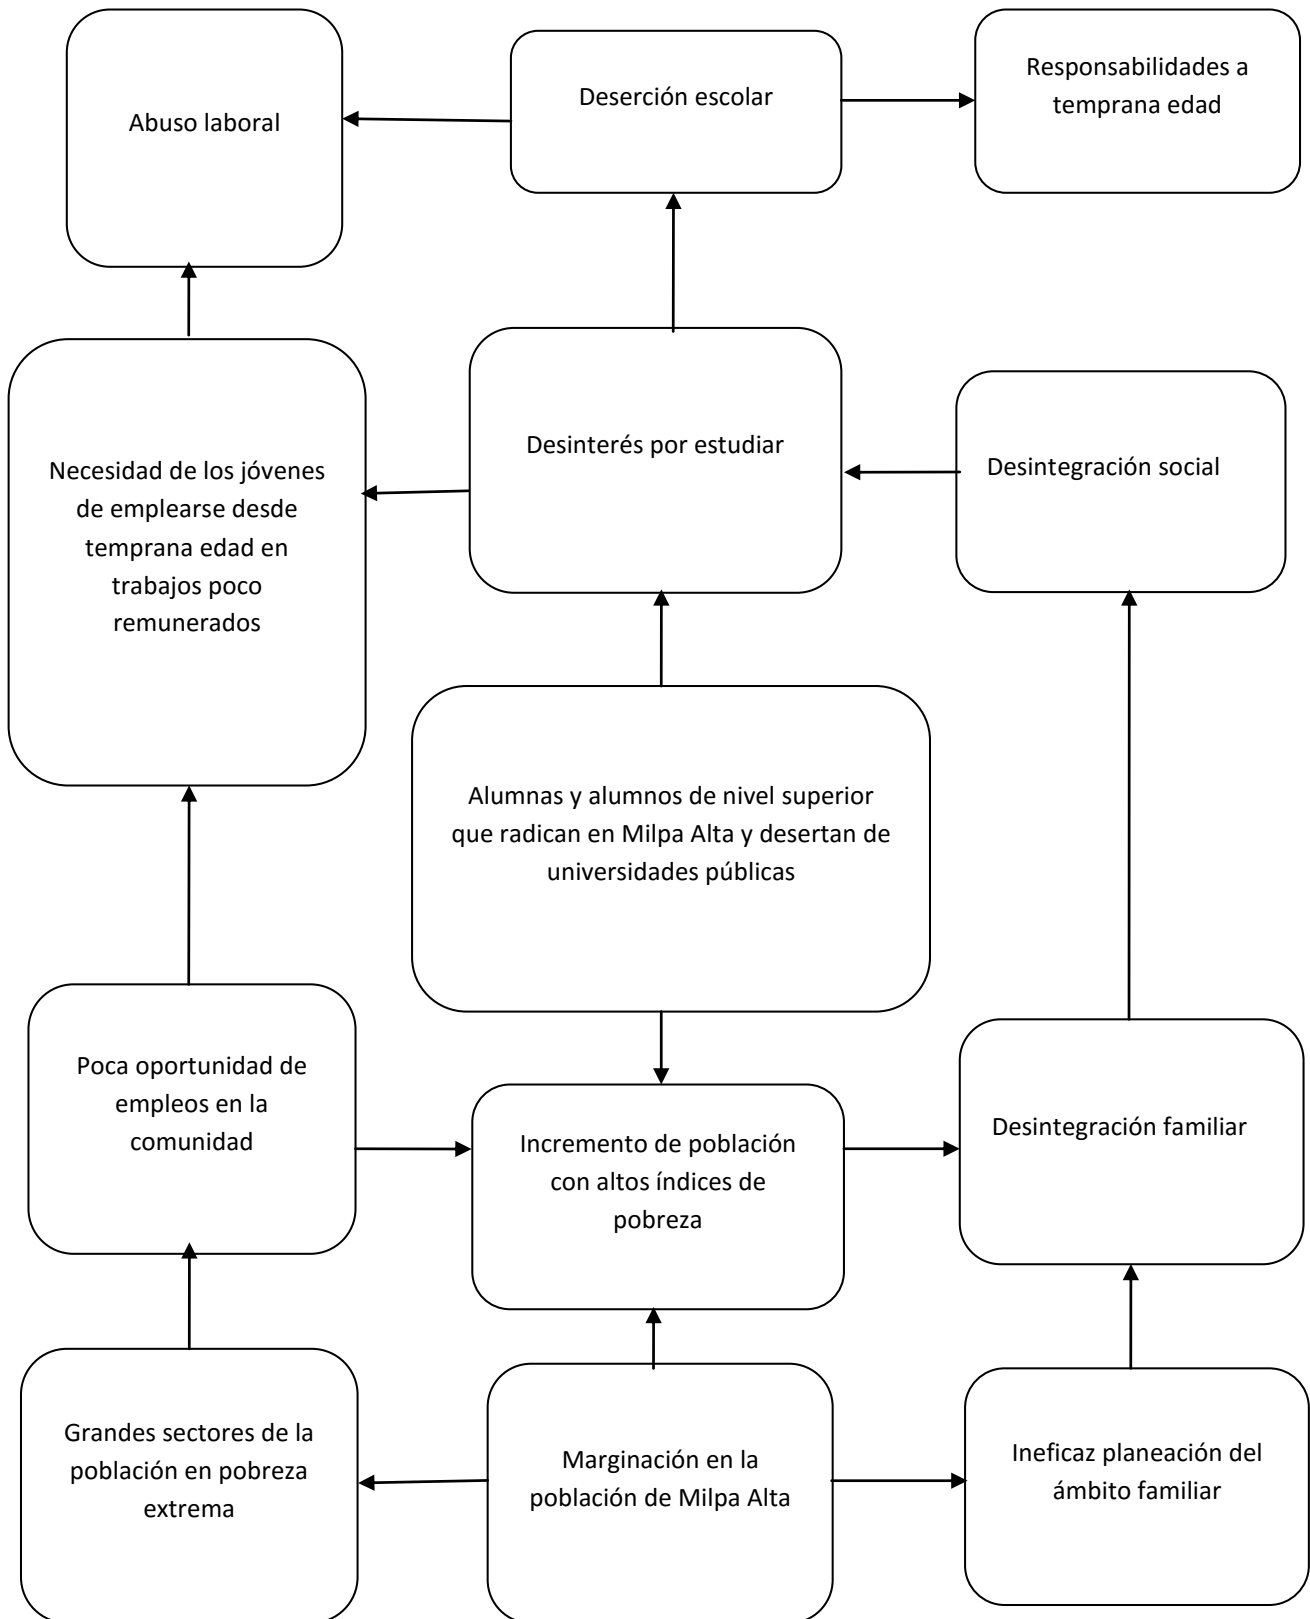 Abuso laboral
Deserción escolar
Responsabilidades a
temprana edad
Necesidad de los jóvenes
de emplearse desde
temprana edad en
trabajos poco
remunerados
Desinterés por estudiar
Desintegración social
Alumnas y alumnos de nivel superior
que radican en Milpa Alta y desertan de
universidades públicas
Poca oportunidad de
empleos en la
comunidad
Incremento de población
con altos índices de
pobreza
Desintegración familiar
Grandes sectores de la
población en pobreza
extrema
Marginación en la
población de Milpa Alta
Ineficaz planeación del
ámbito familiar